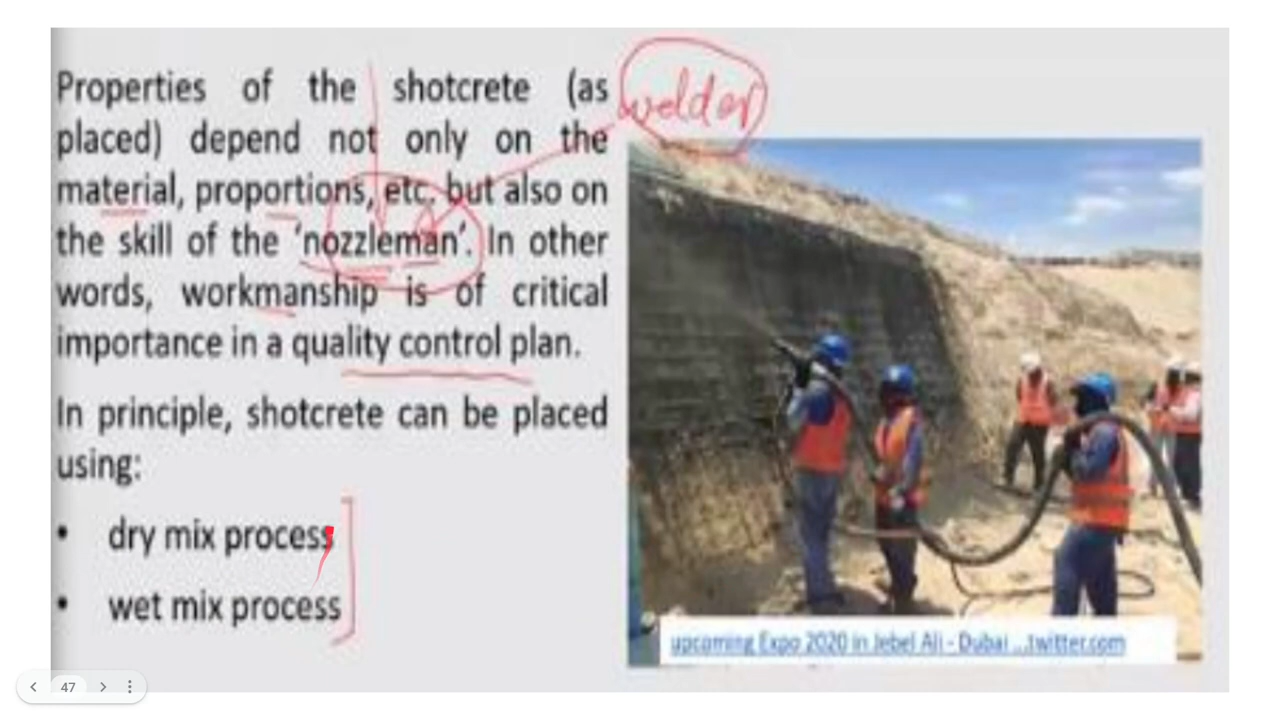 Properties of the shotcrete (as
placed) depend not only on the
material, proportions, etc. but also on
the skill of the ‘nozzleman’. In other
words, workmanship is of critical
importance in a quality control plan.
In principle, shotcrete can be placed
using:
• dry mix process
• wet mix process
welder
upcoming Expo 2020 in Jebel Ali - Dubai ...twitter.com
47